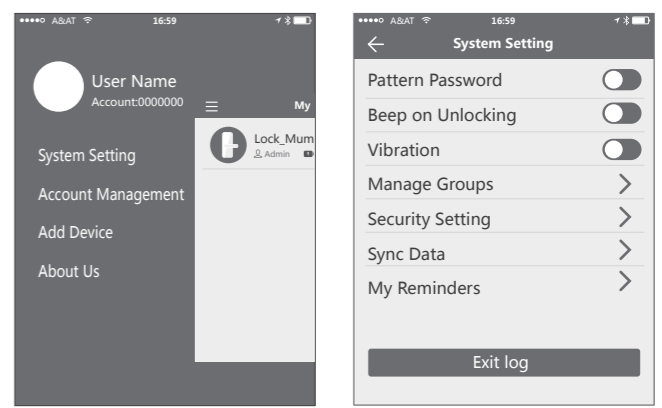 A&AT 16:59
User Name
Account:0000000
My
Lock_Mum
Admin
System Setting
Account Management
Add Device
About Us
A&AT 16:59
System Setting
Pattern Password
Beep on Unlocking
Vibration
Manage Groups
Security Setting
Sync Data
My Reminders
Exit log